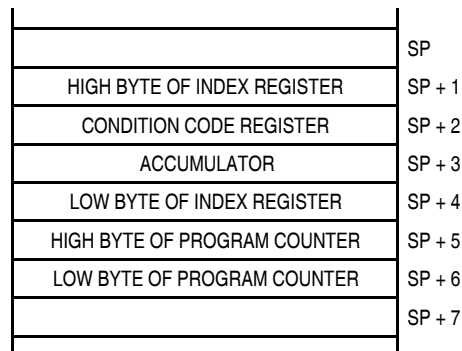 SP
HIGH BYTE OF INDEX REGISTER SP + 1
CONDITION CODE REGISTER SP + 2
ACCUMULATOR SP + 3
LOW BYTE OF INDEX REGISTER SP + 4
HIGH BYTE OF PROGRAM COUNTER SP + 5
LOW BYTE OF PROGRAM COUNTER SP + 6
SP + 7